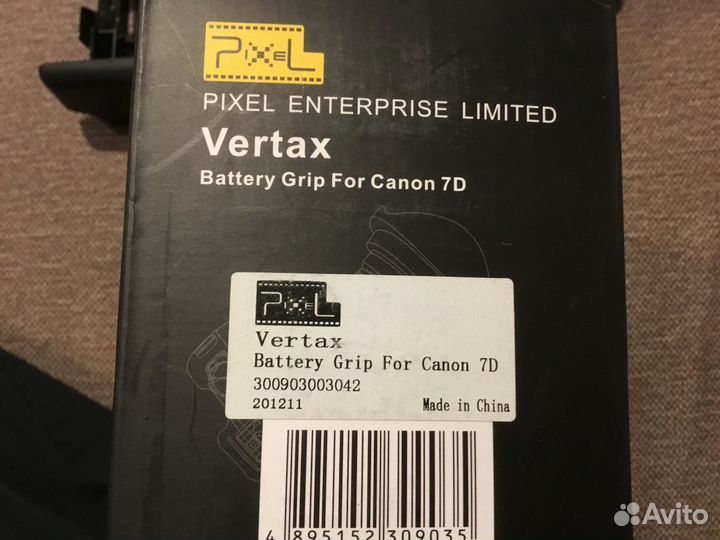 PIXEL
PIXEL ENTERPRISE LIMITED
Vertax
Battery Grip For Canon 7D
PIXEL
Vertax
Battery Grip For Canon 7D
300903003042
201211 Made in China
4 895152 309035
Avito